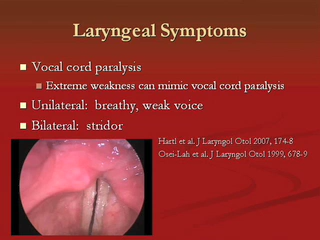 Laryngeal Symptoms
Vocal cord paralysis
Extreme weakness can mimic vocal cord paralysis
Unilateral: breathy, weak voice
Bilateral: stridor
Hartl et al. J Laryngol Otol 2007, 174-8
Osei-Lah et al. J Laryngol Otol 1999, 678-9